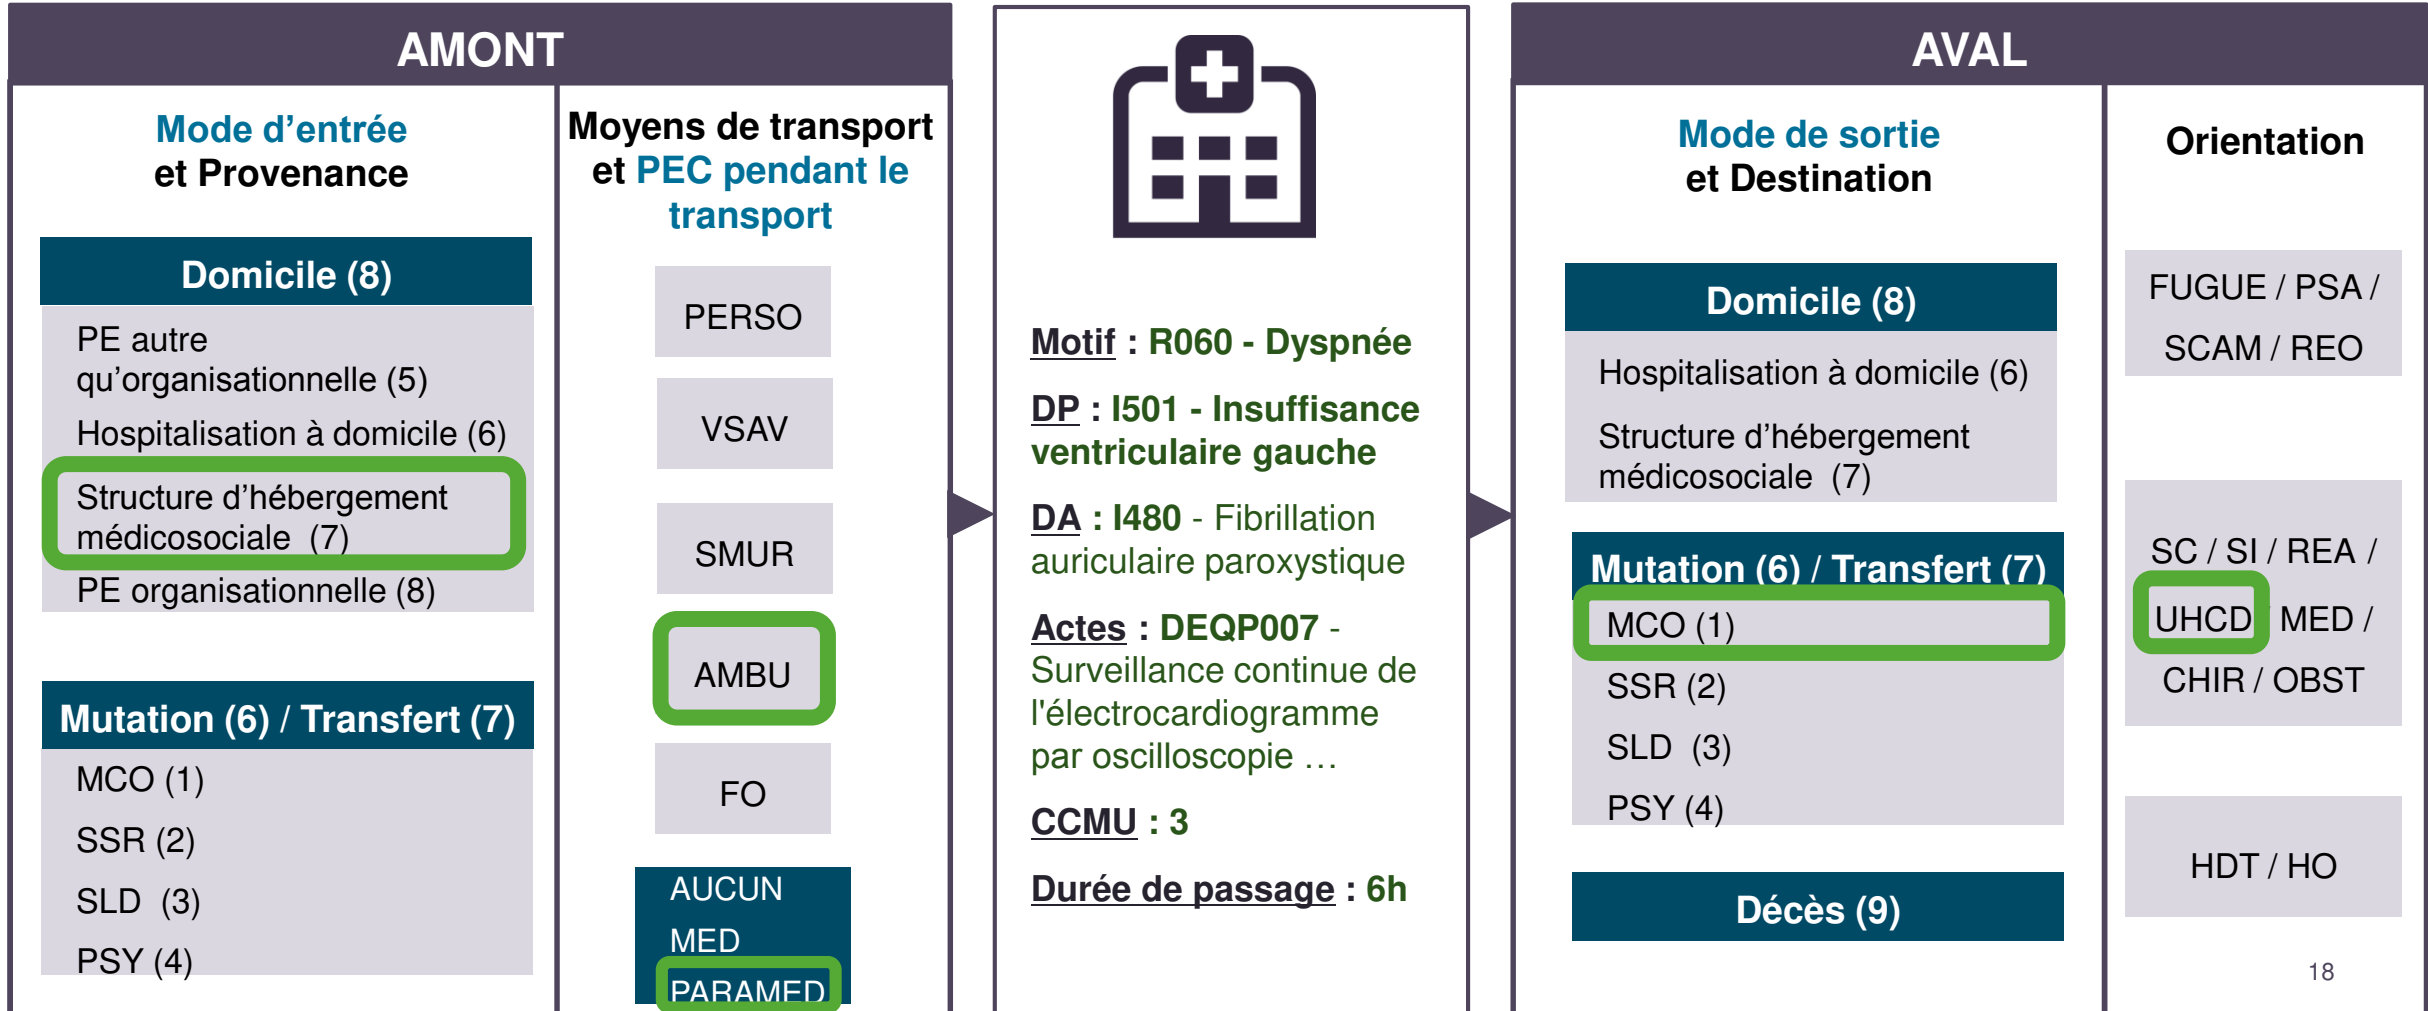 AMONT
Mode d'entrée
et Provenance
Domicile (8)
PE autre
qu'organisationnelle (5)
Hospitalisation à domicile (6)
Structure d'hébergement
médicosociale (7)
PE organisationnelle (8)
Mutation (6) / Transfert (7)
MCO (1)
SSR (2)
SLD (3)
PSY (4)
Moyens de transport
et PEC pendant le
transport
PERSO
VSAV
SMUR
AMBU
FO
AUCUN
MED
PARAMED
Motif : R060 - Dyspnée
DP : I501 - Insuffisance
ventriculaire gauche
DA : I480 - Fibrillation
auriculaire paroxystique
Actes : DEQP007 -
Surveillance continue de
l'électrocardiogramme
par oscilloscopie …
CCMU : 3
Durée de passage : 6h
AVAL
Mode de sortie
et Destination
Domicile (8)
Hospitalisation à domicile (6)
Structure d'hébergement
médicosociale (7)
Mutation (6) / Transfert (7)
MCO (1)
SSR (2)
SLD (3)
PSY (4)
Décès (9)
Orientation
FUGUE / PSA /
SCAM / REO
SC / SI / REA /
UHCD / MED /
CHIR / OBST
HDT / HO
18